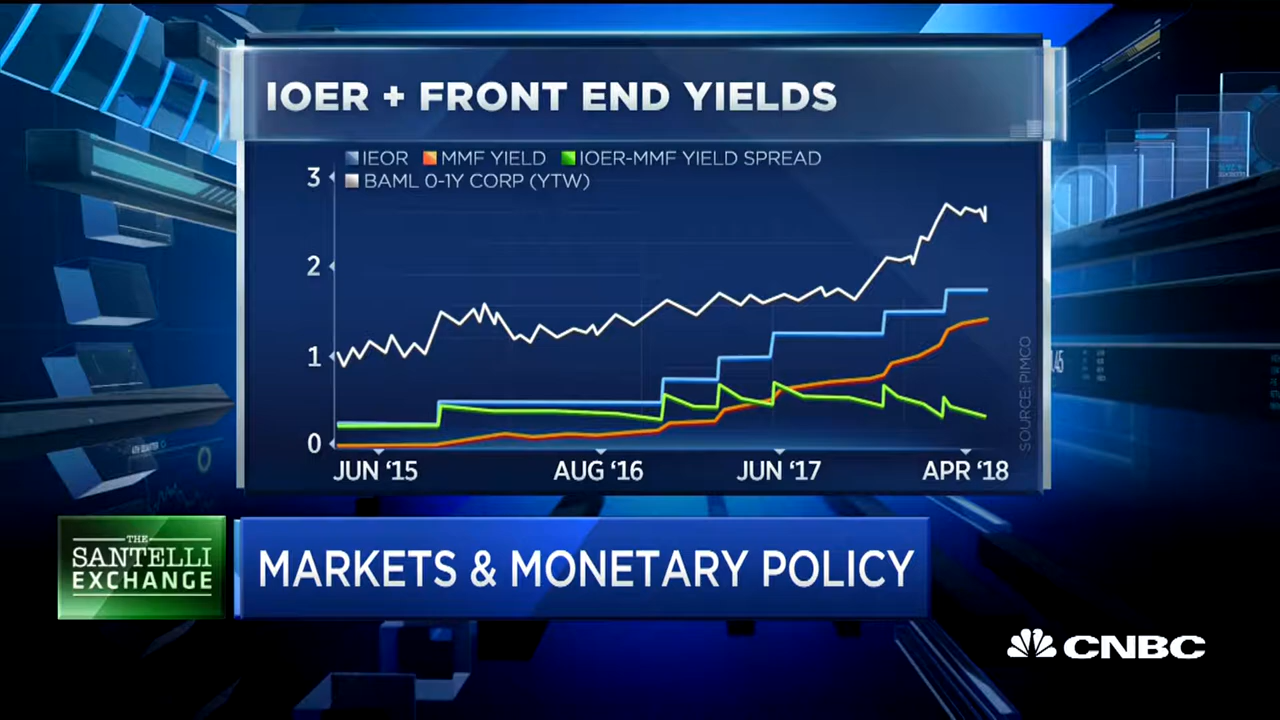 IOER + FRONT END YIELDS
IEOR MMF YIELD IOER-MMF YIELD SPREAD
BAML 0-1Y CORP (YTW)
3
2
1
0
JUN ‘15 AUG ‘16 JUN ‘17 APR ‘18
SOURCE: PIMCO
THE
SANTELLI
EXCHANGE
MARKETS & MONETARY POLICY
CNBC